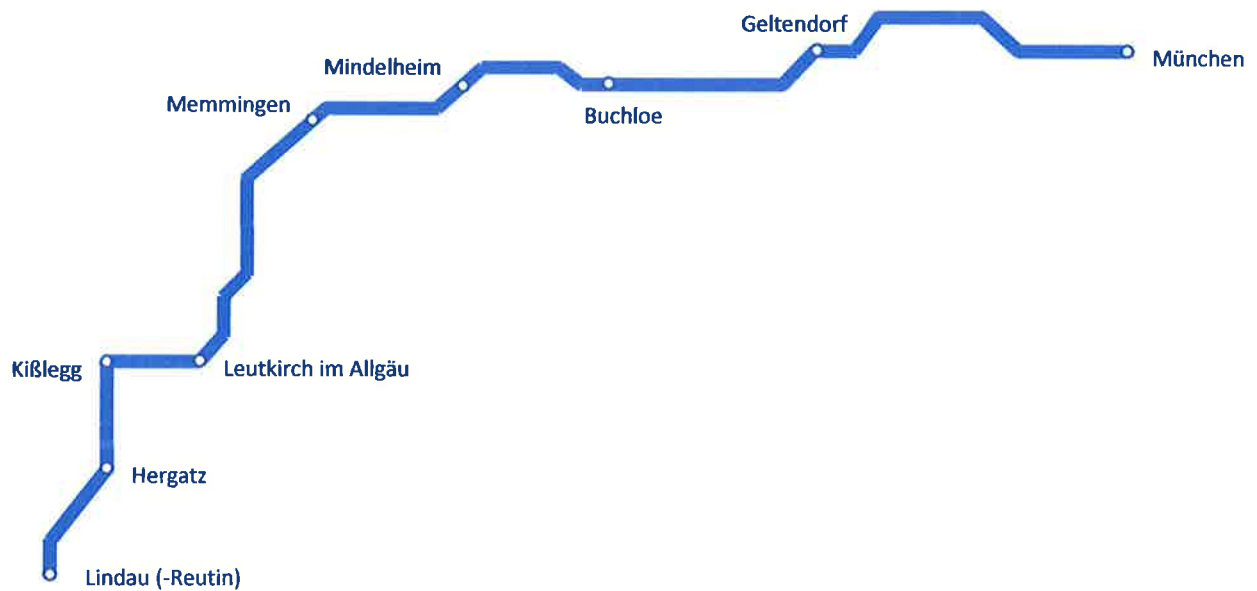 Geltendorf
München
Mindelheim
Memmingen
Buchloe
Kißlegg
Leutkirch im Allgäu
Hergatz
Lindau (-Reutin)